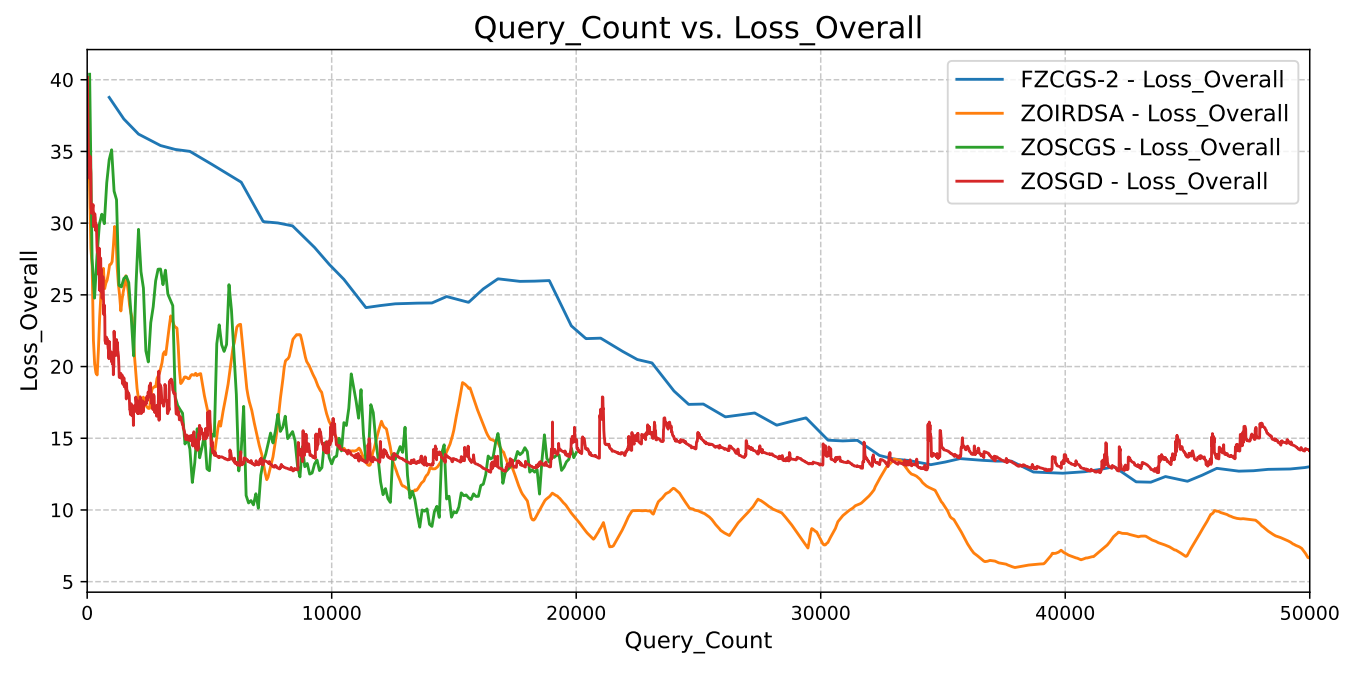 Query_Count vs. Loss_Overall
FZCGS-2 - Loss_Overall
ZOIRDSA - Loss_Overall
ZOSCGS - Loss_Overall
ZOSGD - Loss_Overall
Loss_Overall
40
35
30
25
20
15
10
5
0 10000 20000 30000 40000 50000
Query_Count